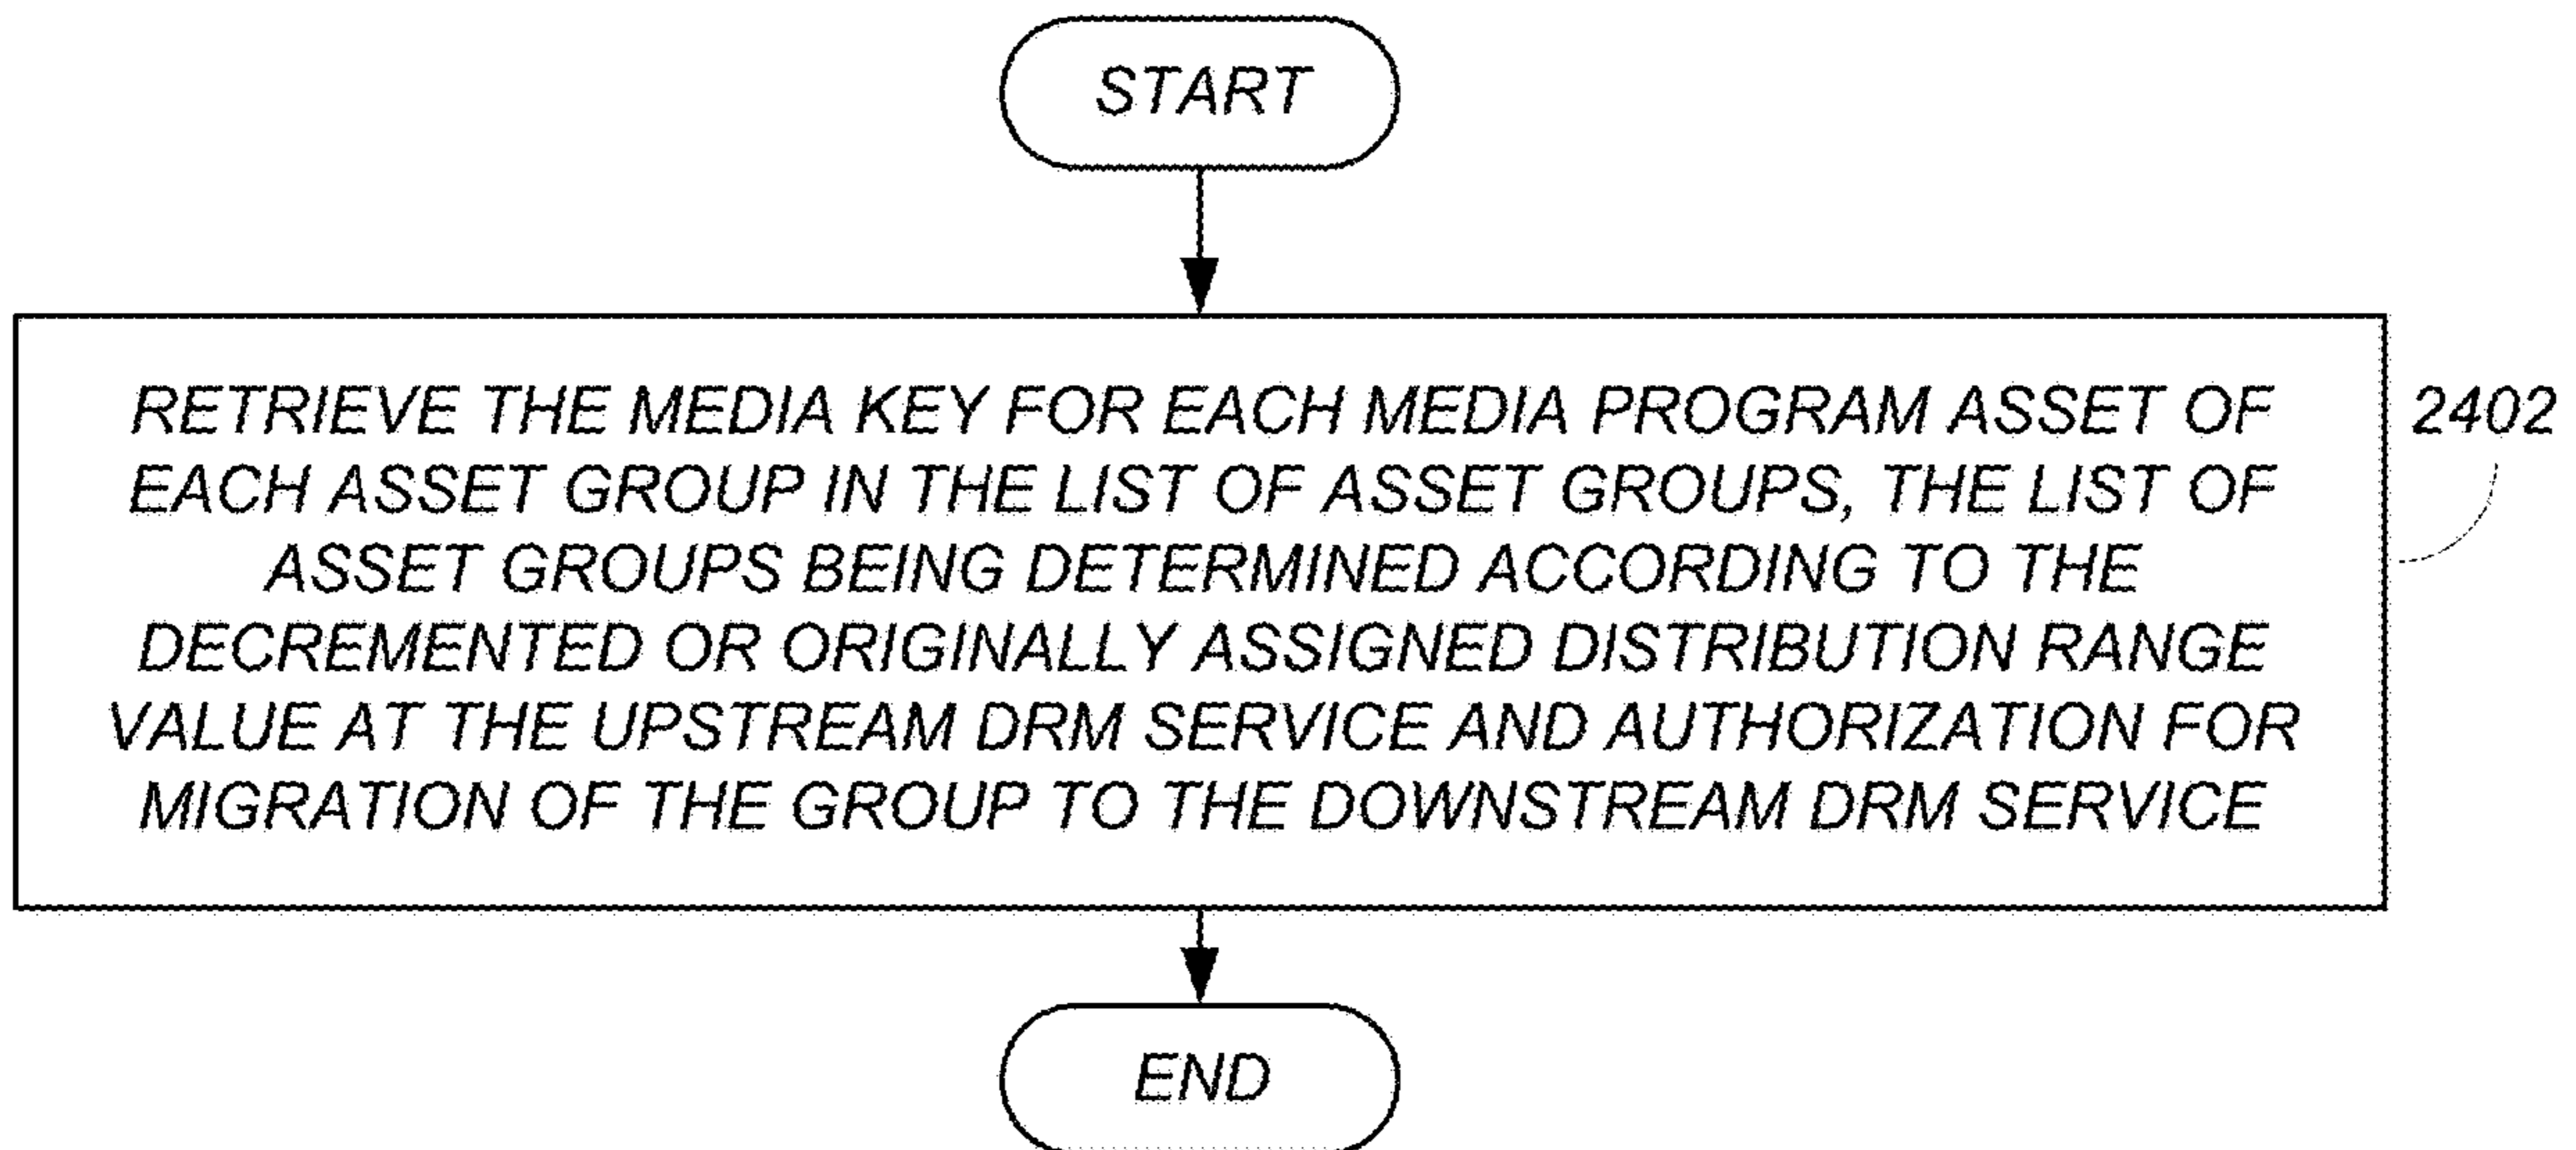 START
RETRIEVE THE MEDIA KEY FOR EACH MEDIA PROGRAM ASSET OF
EACH ASSET GROUP IN THE LIST OF ASSET GROUPS, THE LIST OF
ASSET GROUPS BEING DETERMINED ACCORDING TO THE
DECREMENTED OR ORIGINALLY ASSIGNED DISTRIBUTION RANGE
VALUE AT THE UPSTREAM DRM SERVICE AND AUTHORIZATION FOR
MIGRATION OF THE GROUP TO THE DOWNSTREAM DRM SERVICE
2402
END